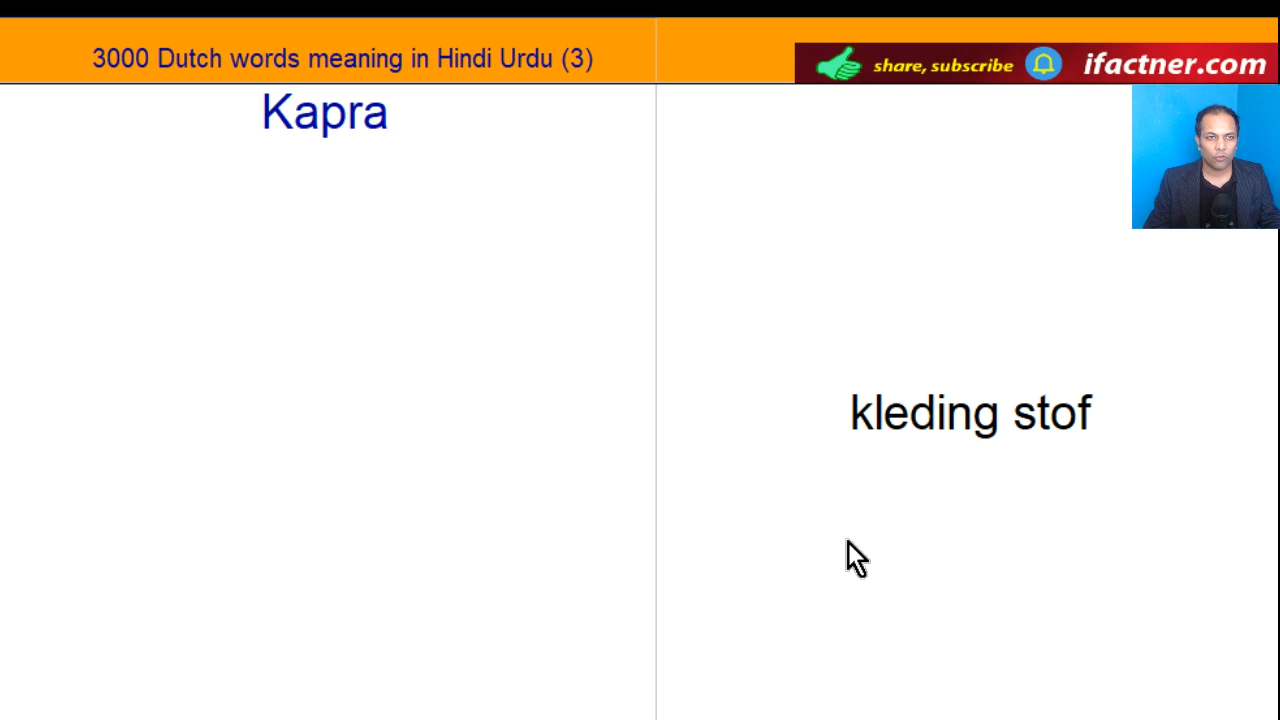 3000 Dutch words meaning in Hindi Urdu (3)
share, subscribe
ifactner.com
Kapra
kleding stof